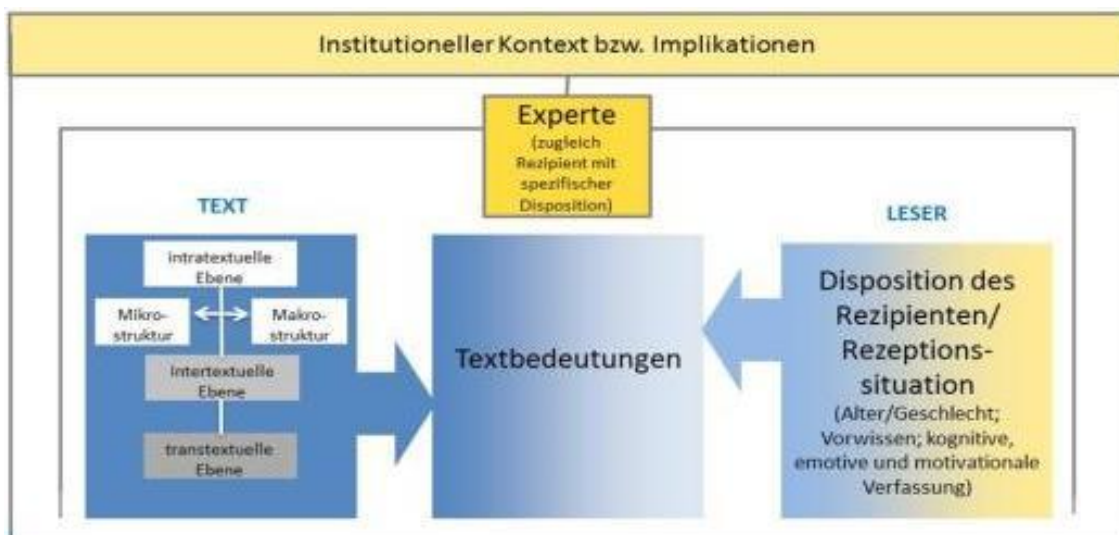 Institutioneller Kontext bzw. Implikationen
Experte
(zugleich
Rezipient mit
spezifischer
Disposition)
TEXT
intratextuelle
Ebene
Mikro-
struktur
Makro-
struktur
Intertextuelle
Ebene
transtextuelle
Ebene
Textbedeutungen
LESER
Disposition des
Rezipienten/
Rezeptions-
situation
(Alter/Geschlecht;
Vorwissen; kognitive,
emotive und motivationale
Verfassung)